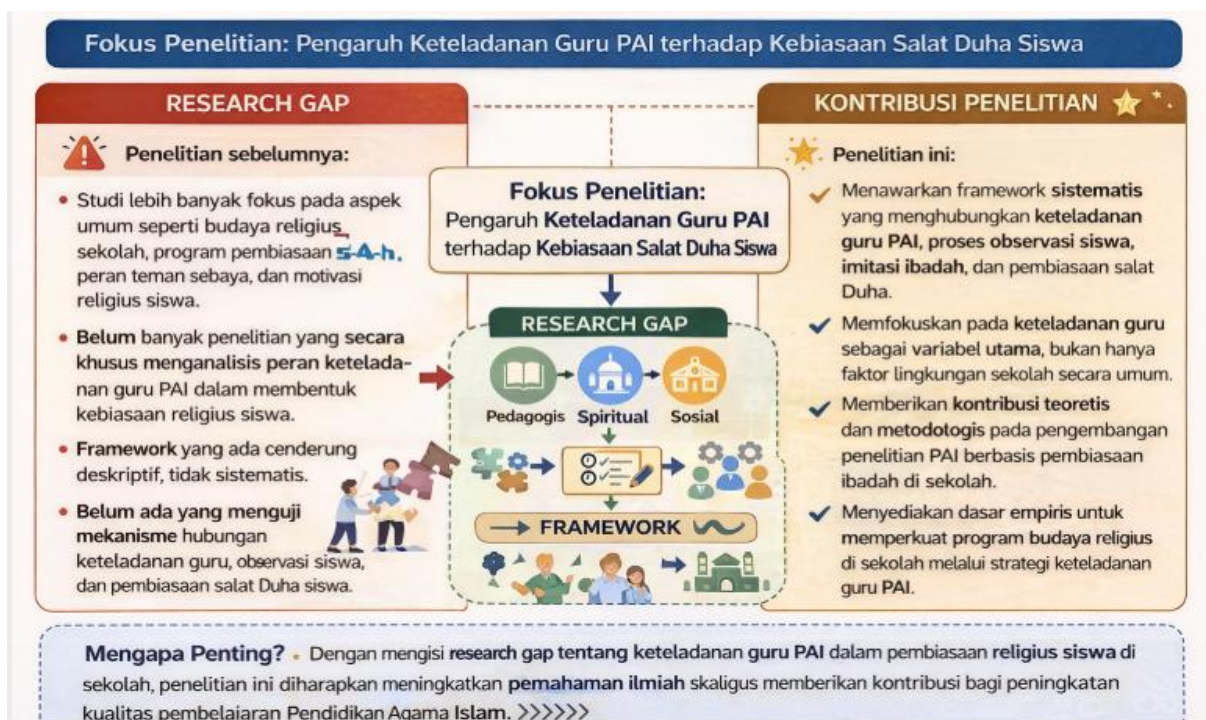 Fokus Penelitian: Pengaruh Keteladanan Guru PAI terhadap Kebiasaan Salat Duha Siswa
RESEARCH GAP
Penelitian sebelumnya:
• Studi lebih banyak fokus pada aspek
umum seperti budaya religius
sekolah, program pembiasaan 5-A-h,
peran teman sebaya, dan motivasi
religius siswa.
• Belum banyak penelitian yang secara
khusus menganalisis peran ketelada-
nan guru PAI dalam membentuk
kebiasaan religius siswa.
• Framework yang ada cenderung
deskriptif, tidak sistematis.
• Belum ada yang menguji
mekanisme hubungan
keteladanan guru, observasi siswa,
dan pembiasaan salat Duha siswa.
Fokus Penelitian:
Pengaruh Keteladanan Guru PAI
terhadap Kebiasaan Salat Duha Siswa
RESEARCH GAP
Pedagogis Spiritual Sosial
FRAMEWORK
KONTRIBUSI PENELITIAN
Penelitian ini:
Menawarkan framework sistematis
yang menghubungkan keteladanan
guru PAI, proses observasi siswa,
imitasi ibadah, dan pembiasaan salat
Duha.
Memfokuskan pada keteladanan guru
sebagai variabel utama, bukan hanya
faktor lingkungan sekolah secara umum.
Memberikan kontribusi teoretis
dan metodologis pada pengembangan
penelitian PAI berbasis pembiasaan
ibadah di sekolah.
Menyediakan dasar empiris untuk
memperkuat program budaya religius
di sekolah melalui strategi keteladanan
guru PAI.
Mengapa Penting? • Dengan mengisi research gap tentang keteladanan guru PAI dalam pembiasaan religius siswa di
sekolah, penelitian ini diharapkan meningkatkan pemahaman ilmiah skaligus memberikan kontribusi bagi peningkatan
kualitas pembelajaran Pendidikan Agama Islam. >>>>>>